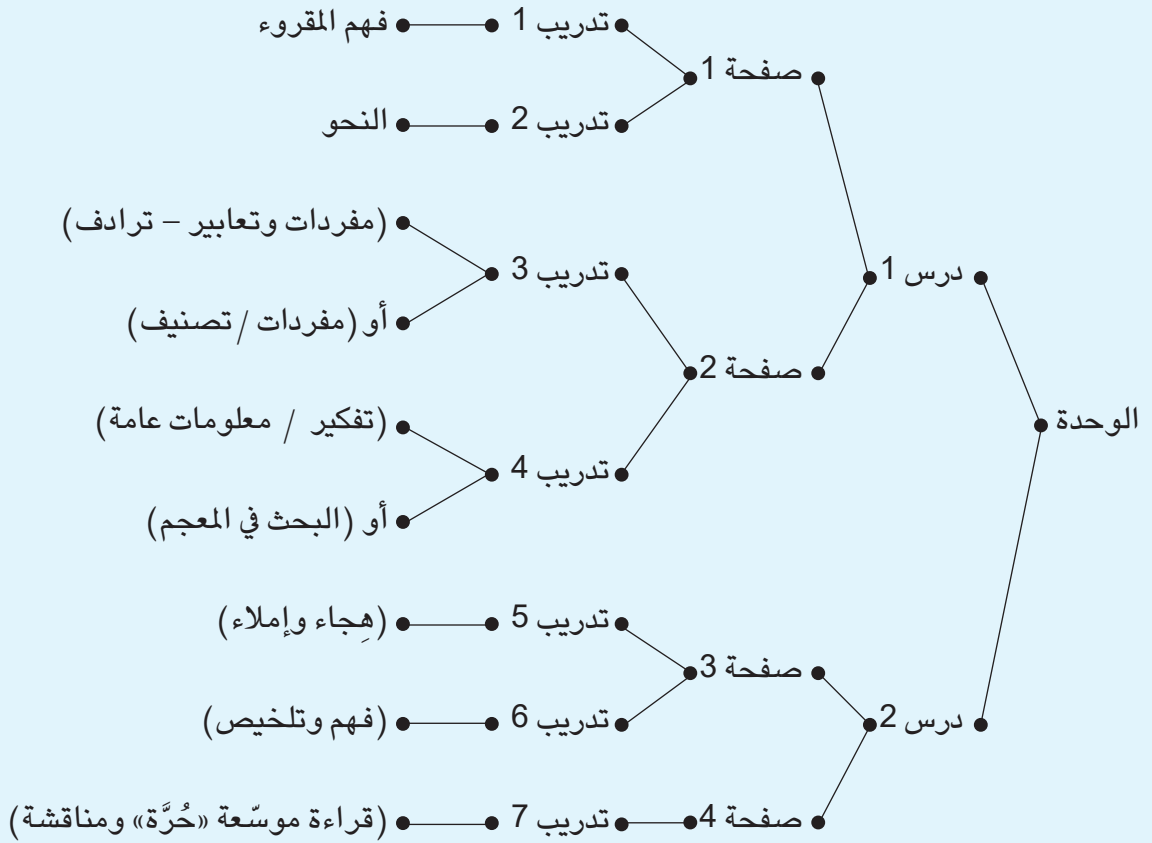 تدريب 1 فهم المقروء
صفحة 1
تدريب 2 النحو
(مفردات وتعابير – ترادف)
درس 1 تدريب 3
أو (مفردات / تصنيف)
صفحة 2
الوحدة (تفكير / معلومات عامة)
تدريب 4
أو (البحث في المعجم)
تدريب 5 (هِجاء وإملاء)
صفحة 3
درس 2 تدريب 6 (فهم وتلخيص)
صفحة 4 تدريب 7 (قراءة موسّعة «حُرَّة» ومناقشة)